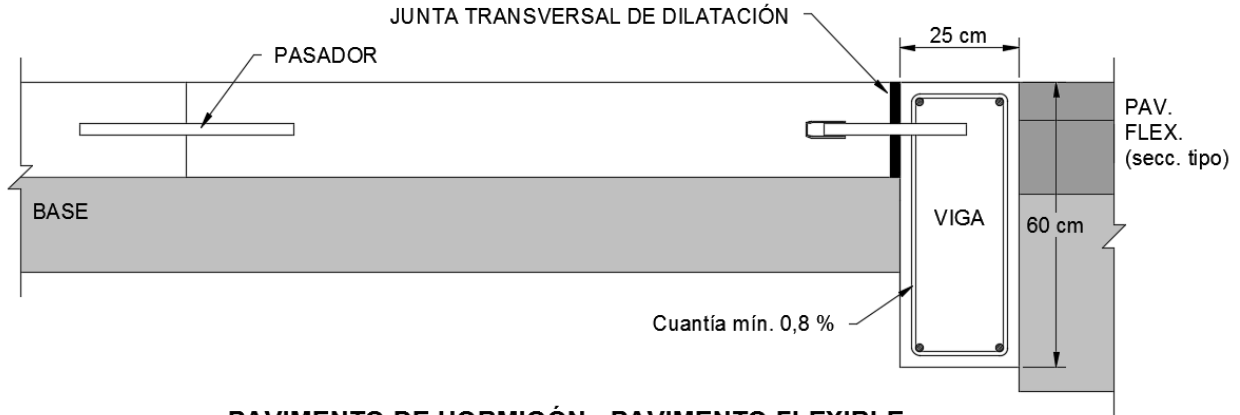 JUNTA TRANSVERSAL DE DILATACIÓN
25 cm
PASADOR
PAV.
FLEX.
(secc. tipo)
BASE
VIGA
60 cm
Cuantía mín. 0,8 %
PAVIMENTO DE HORMIGÓN - PAVIMENTO FLEXIBLE